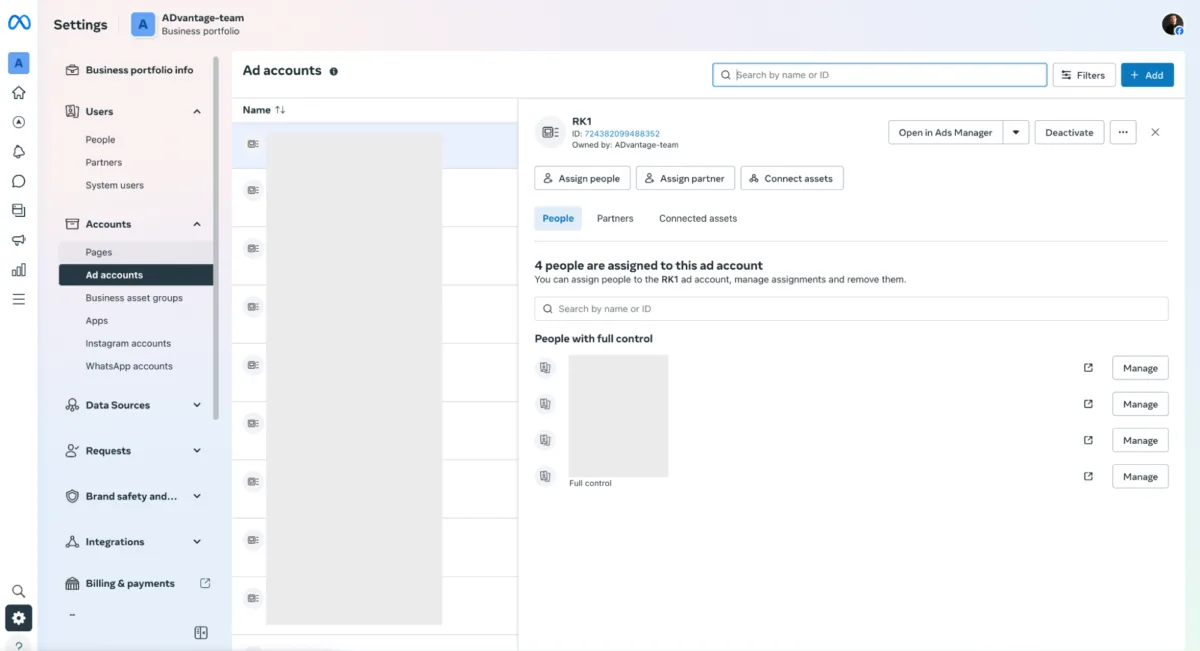 Settings
A
ADvantage-team
Business portfolio
A
Business portfolio info
Users
People
Partners
System users
Accounts
Pages
Ad accounts
Business asset groups
Apps
Instagram accounts
WhatsApp accounts
Data Sources
Requests
Brand safety and...
Integrations
Billing & payments
Ad accounts
Search by name or ID
Filters
+ Add
Name
RK1
ID: 724382099488352
Owned by: ADvantage-team
Open in Ads Manager
Deactivate
Assign people
Assign partner
Connect assets
People
Partners
Connected assets
4 people are assigned to this ad account
You can assign people to the RK1 ad account, manage assignments and remove them.
Search by name or ID
People with full control
Manage
Manage
Manage
Manage
Full control